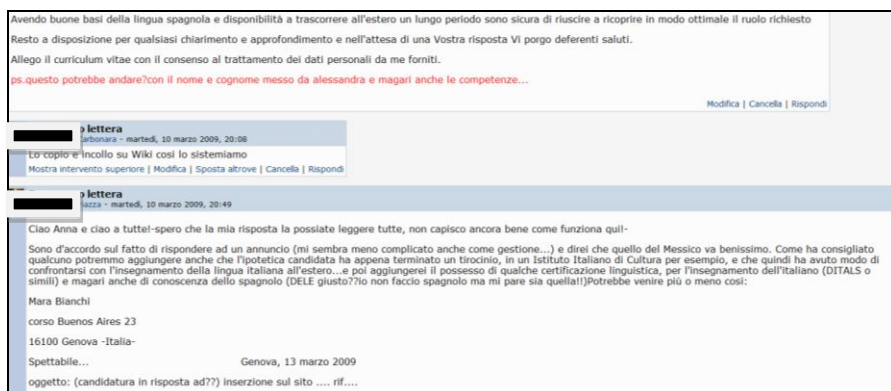 Avendo buone basi della lingua spagnola e disponibilità a trascorrere all'estero un lungo periodo sono sicura di riuscire a ricoprire in modo ottimale il ruolo richiesto
Resto a disposizione per qualsiasi chiarimento e approfondimento e nell'attesa di una Vostra risposta Vi porgo deferenti saluti.
Allego il curriculum vitae con il consenso al trattamento dei dati personali da me forniti.
ps.questo potrebbe andare?con il nome e cognome messo da alessandra e magari anche le competenze...
Modifica | Cancella | Rispondi
lettera
- martedì, 10 marzo 2009, 20:08
Lo copio e incollo su Wiki così lo sistemiamo
Mostra intervento superiore | Modifica | Sposta altrove | Cancella | Rispondi
lettera
- martedì, 10 marzo 2009, 20:49
Ciao Anna e ciao a tutte!-spero che la mia risposta la possiate leggere tutte, non capisco ancora bene come funziona qui!-
Sono d'accordo sul fatto di rispondere ad un annuncio (mi sembra meno complicato anche come gestione...) e direi che quello del Messico va benissimo. Come ha consigliato
qualcuno potremmo aggiungere anche che l'ipotetica candidata ha appena terminato un tirocinio, in un Istituto Italiano di Cultura per esempio, e che quindi ha avuto modo di
confrontarsi con l'insegnamento della lingua italiana all'estero...e poi aggiungerei il possesso di qualche certificazione linguistica, per l'insegnamento dell'italiano (DITALS o
simili) e magari anche di conoscenza dello spagnolo (DELE giusto??io non faccio spagnolo ma mi pare sia quella!!)Potrebbe venire più o meno così:
Mara Bianchi
corso Buenos Aires 23
16100 Genova -Italia-
Spettabile... Genova, 13 marzo 2009
oggetto: (candidatura in risposta ad??) inserzione sul sito .... rif....